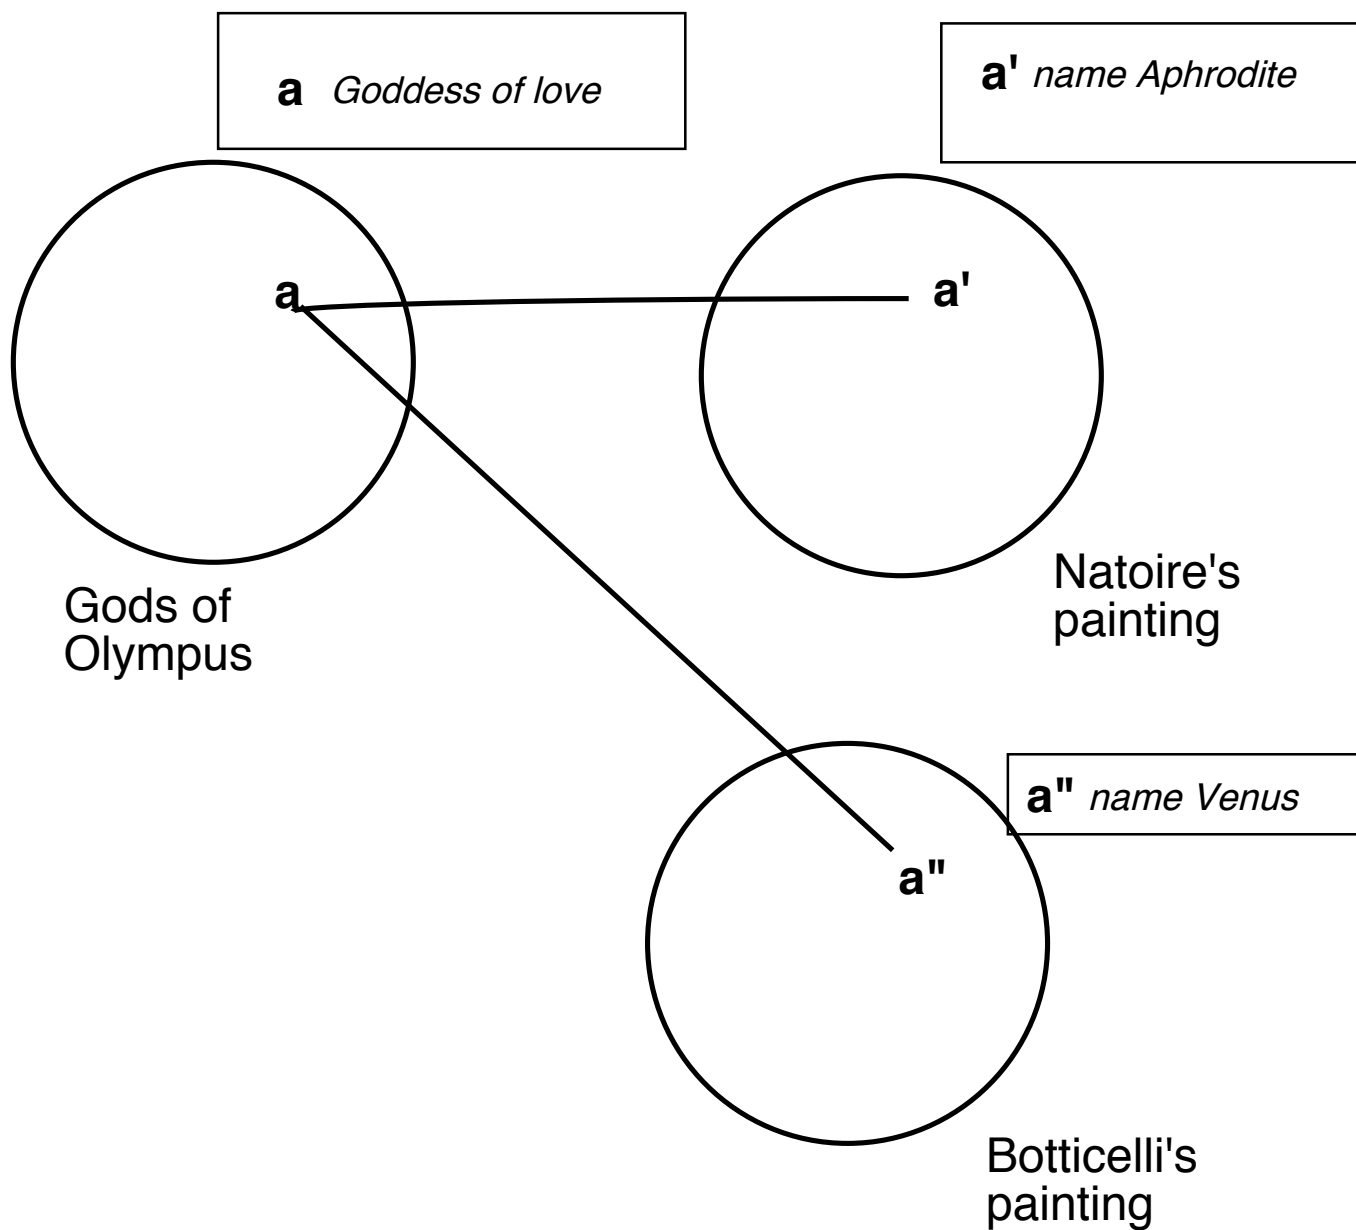 a Goddess of love
a' name Aphrodite
a
a'
Gods of
Olympus
Natoire's
painting
a" name Venus
a"
Botticelli's
painting